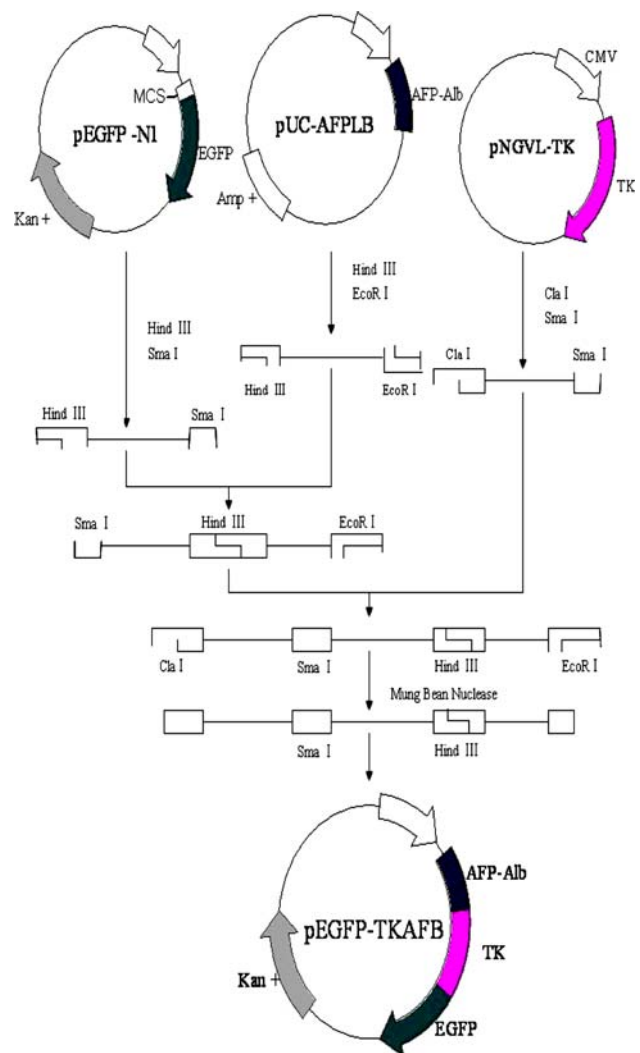 CMV
MCS
AFP-Alb
pEGFP -N1
pUC-AFPLB
pNGVL-TK
EGFP
TK
Amp +
Kan +
Hind III
EcoR I
Cla I
Sma I
Hind III
Sma I
Cla I
Sma I
Hind III
EcoR I
Hind III
Sma I
Sma I
Hind III
EcoR I
Cla I
Sma I
Hind III
EcoR I
Mung Bean Nuclease
Sma I
Hind III
AFP-Alb
pEGFP-TKAFB
TK
Kan +
EGFP